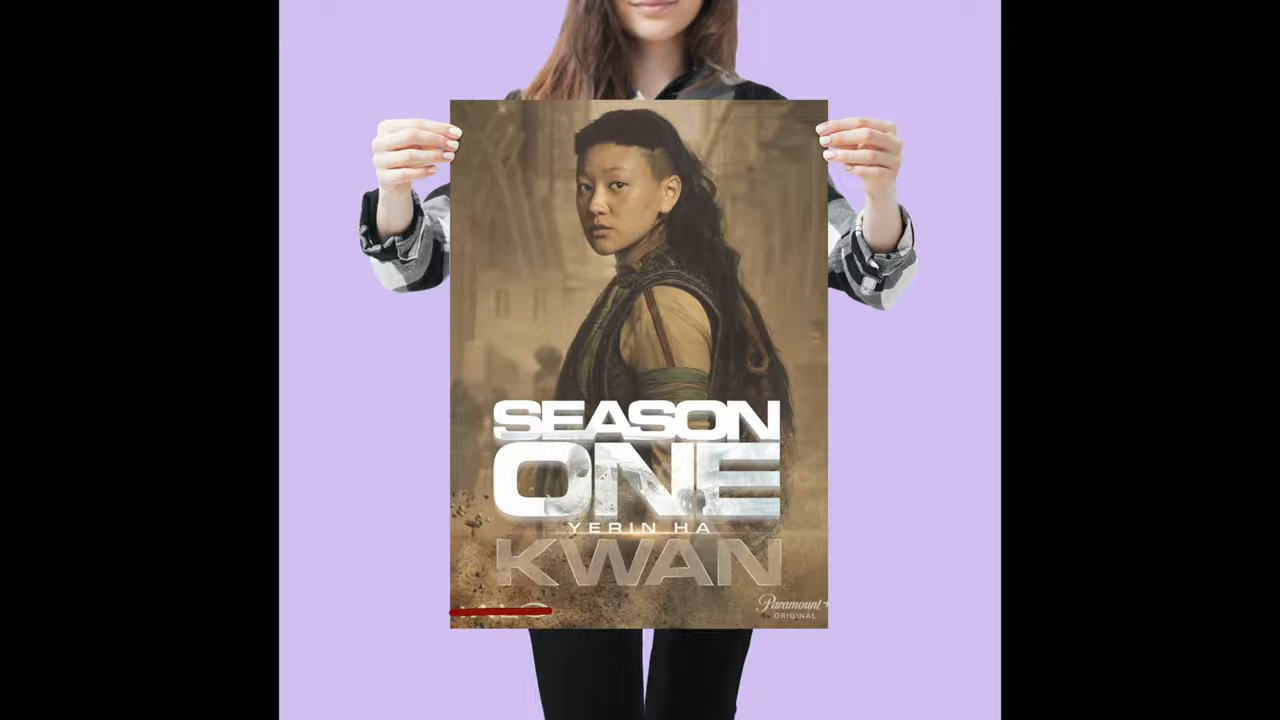 SEASON
ONE
YERIN HA
KWAN
Paramount+
ORIGINAL